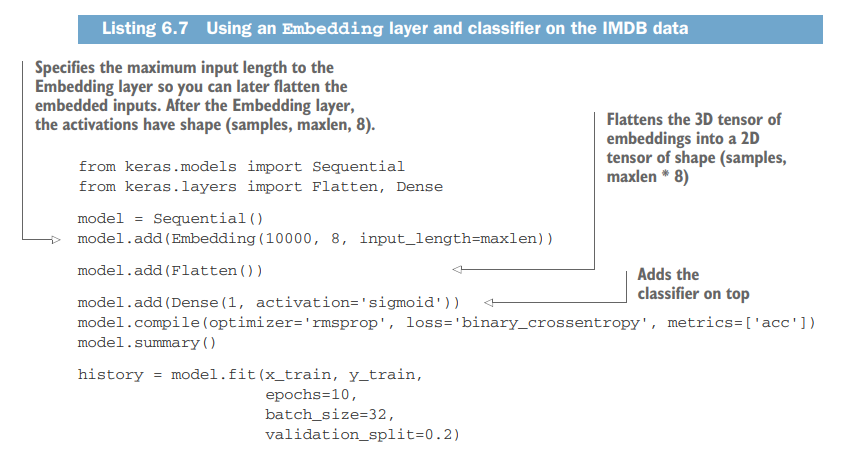 Listing 6.7 Using an Embedding layer and classifier on the IMDB data
Specifies the maximum input length to the
Embedding layer so you can later flatten the
embedded inputs. After the Embedding layer,
the activations have shape (samples, maxlen, 8).
Flattens the 3D tensor of
embeddings into a 2D
tensor of shape (samples,
maxlen * 8)
from keras.models import Sequential
from keras.layers import Flatten, Dense
model = Sequential()
model.add(Embedding(10000, 8, input_length=maxlen))
model.add(Flatten())
Adds the
classifier on top
model.add(Dense(1, activation='sigmoid'))
model.compile(optimizer='rmsprop', loss='binary_crossentropy', metrics=['acc'])
model.summary()
history = model.fit(x_train, y_train,
epochs=10,
batch_size=32,
validation_split=0.2)